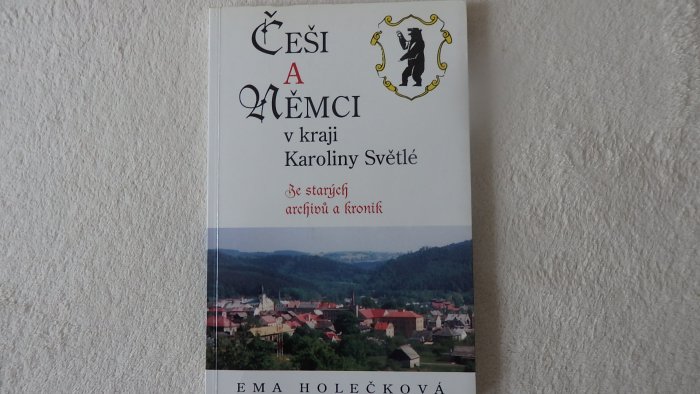 Češi
a
Němci
v kraji
Karoliny Světlé
Ze starých
archivů a kronik
EMA HOLEČKOVÁ